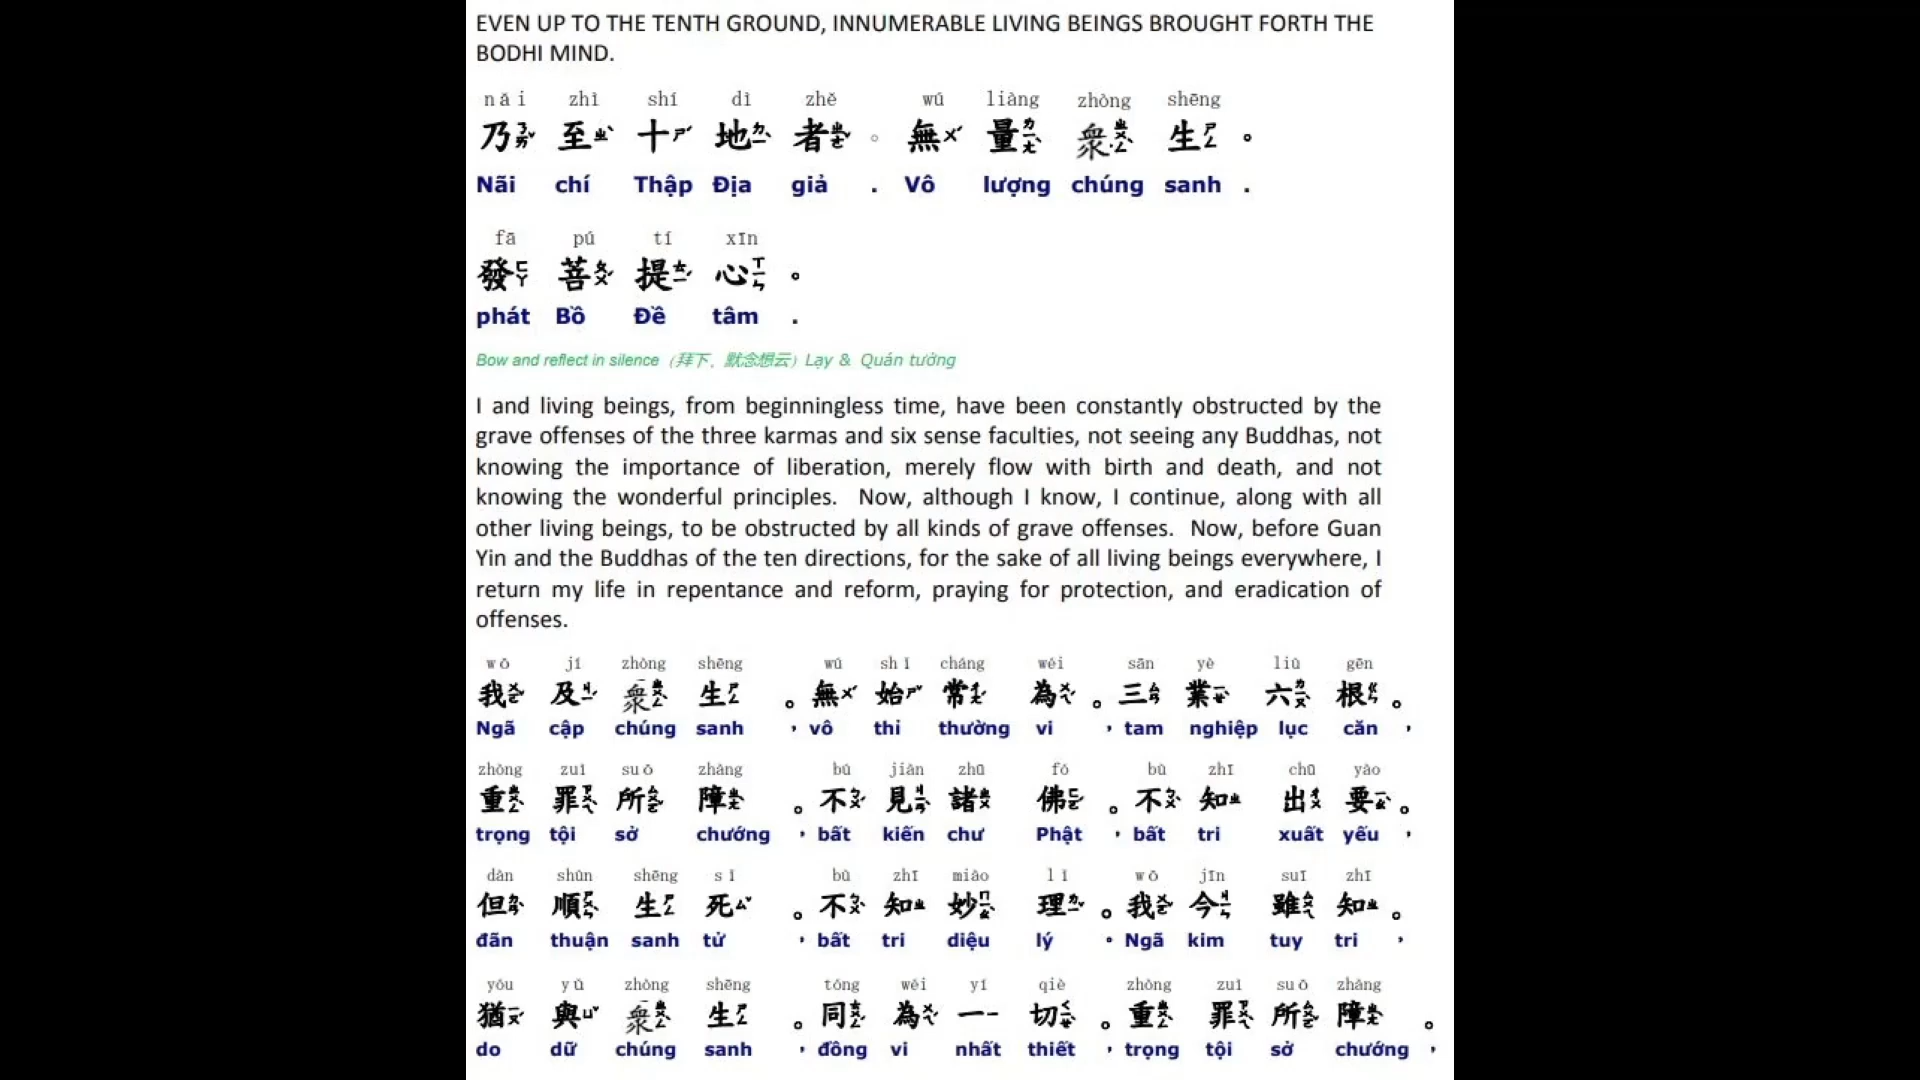 EVEN UP TO THE TENTH GROUND, INNUMERABLE LIVING BEINGS BROUGHT FORTH THE
BODHI MIND.
nǎi zhì shí dì zhě wú liàng zhòng shēng
乃 至 十 地 者 。 無 量 眾 生 。
Nãi chí Thập Địa giả . Vô lượng chúng sanh .
fā pú tí xīn
發 菩 提 心 。
phát Bồ Đề tâm .
Bow and reflect in silence（拜下，默念想云）Lạy & Quán tưởng
I and living beings, from beginningless time, have been constantly obstructed by the
grave offenses of the three karmas and six sense faculties, not seeing any Buddhas, not
knowing the importance of liberation, merely flow with birth and death, and not
knowing the wonderful principles. Now, although I know, I continue, along with all
other living beings, to be obstructed by all kinds of grave offenses. Now, before Guan
Yin and the Buddhas of the ten directions, for the sake of all living beings everywhere, I
return my life in repentance and reform, praying for protection, and eradication of
offenses.
wǒ jí zhòng shēng wú shǐ cháng wéi sān yè liù gēn
我 及 眾 生 。 無 始 常 為 。 三 業 六 根 。
Ngã cập chúng sanh , vô thỉ thường vi , tam nghiệp lục căn ,
zhòng zuì suǒ zhàng bú jiàn zhū fó bù zhī chū yào
重 罪 所 障 。 不 見 諸 佛 。 不 知 出 要 。
trọng tội sở chướng , bất kiến chư Phật , bất tri xuất yếu ,
dàn shùn shēng sǐ bù zhī miào lǐ wǒ jīn suī zhī
但 順 生 死 。 不 知 妙 理 。 我 今 雖 知 。
đãn thuận sanh tử , bất tri diệu lý . Ngã kim tuy tri ,
yóu yǔ zhòng shēng tóng wéi yí qiè zhòng zuì suǒ zhàng
猶 與 眾 生 。 同 為 一 切 。 重 罪 所 障 。
do dữ chúng sanh , đồng vi nhất thiết , trọng tội sở chướng ,